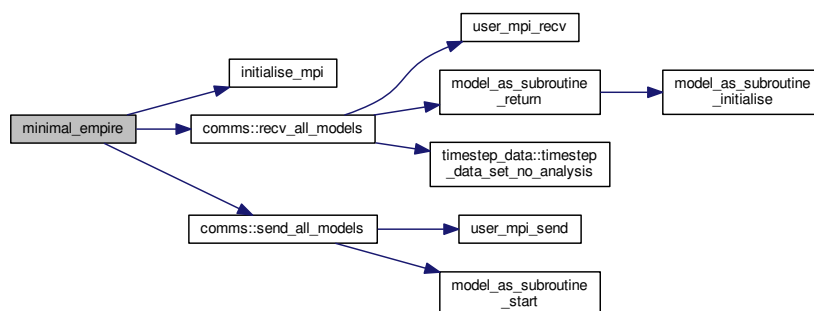 user_mpi_recv
initialise_mpi
model_as_subroutine
_return
model_as_subroutine
_initialise
minimal_empire
comms::recv_all_models
timestep_data::timestep
_data_set_no_analysis
comms::send_all_models
user_mpi_send
model_as_subroutine
_start